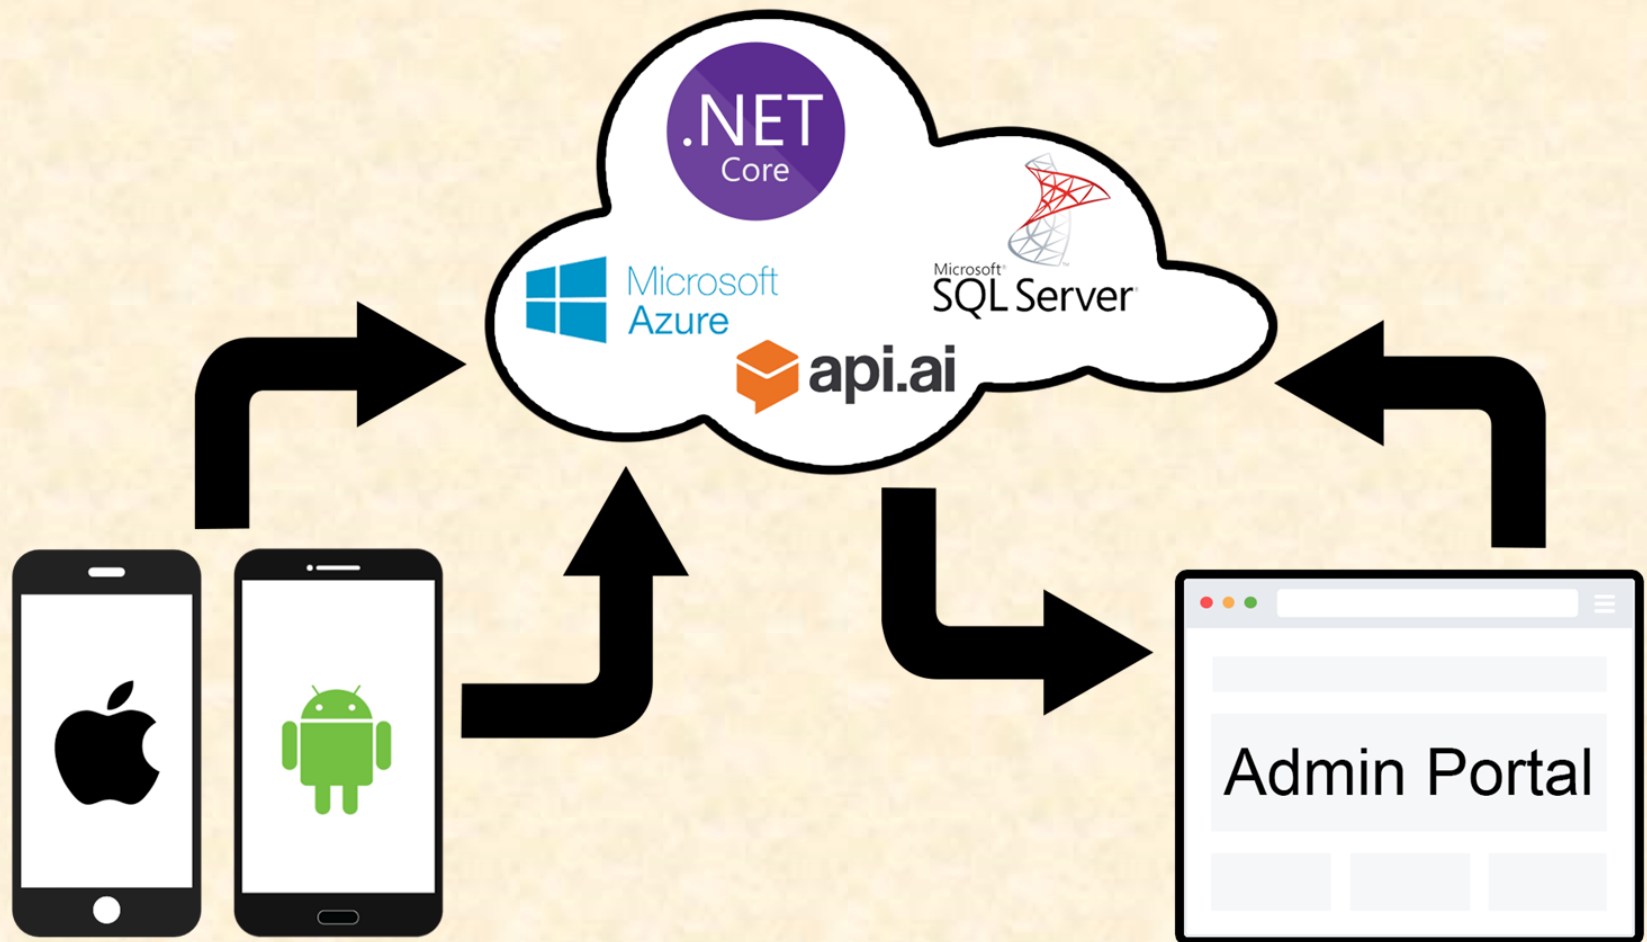 .NET
Core
Microsoft
SQL Server
Microsoft
Azure
api.ai
Admin Portal